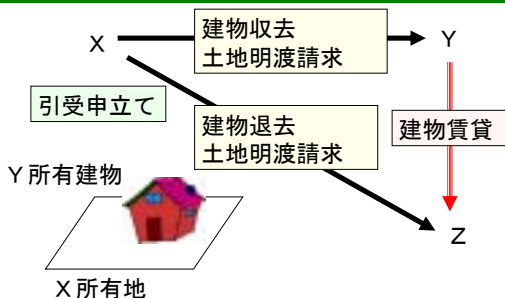 建物収去
土地明渡請求
X
Y
引受申立て
建物退去
土地明渡請求
建物賃貸
Y所有建物
Z
X所有地